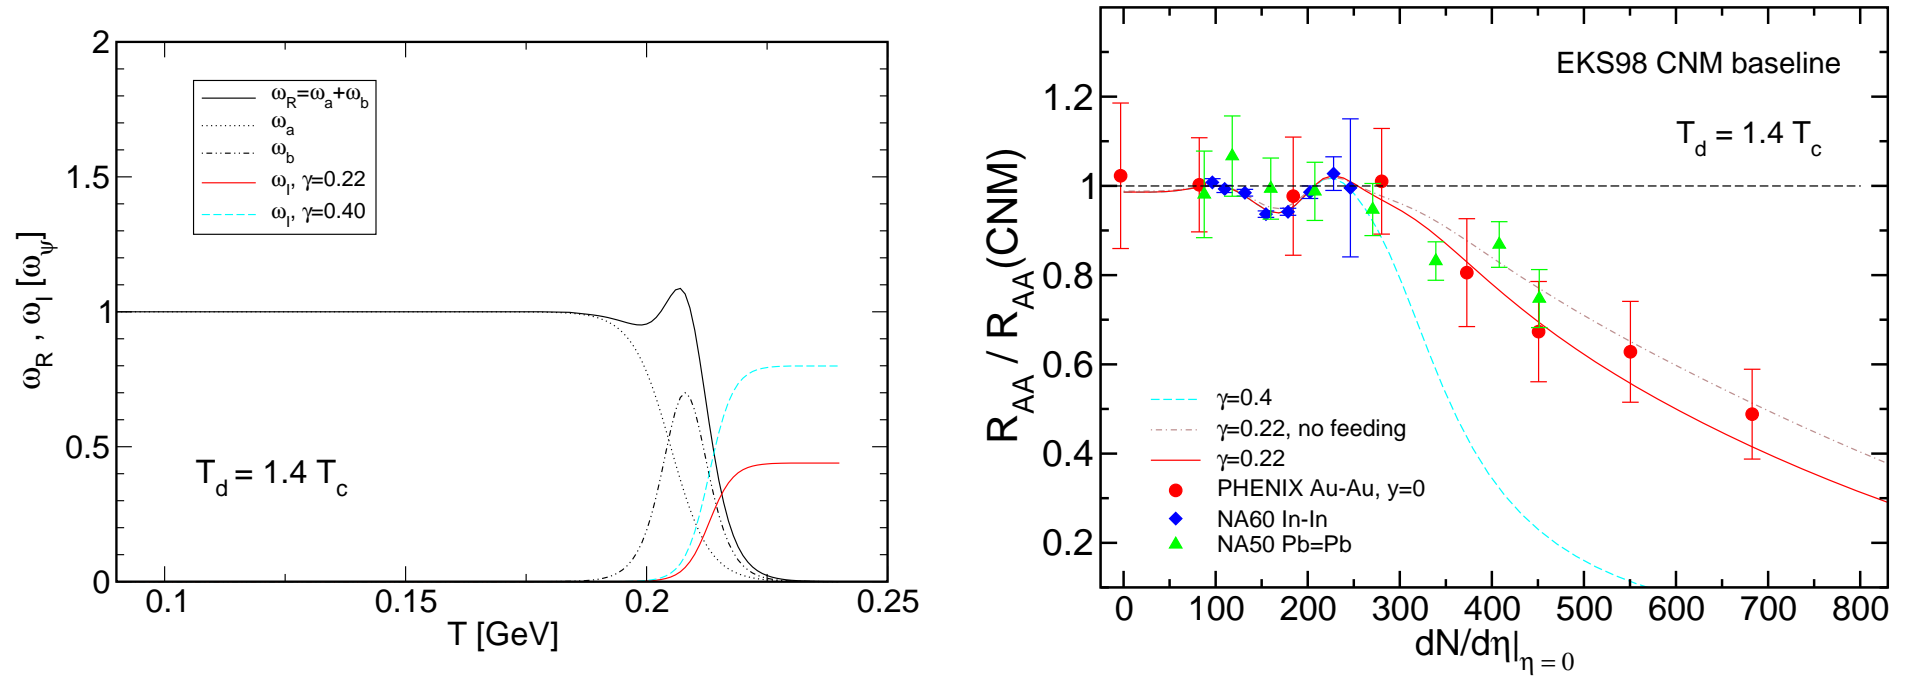 2
1.5
1
0.5
0
0.1
0.15
0.2
0.25
T [GeV]
ω_R , ω_I [ω_ψ]
ω_R=ω_a+ω_b
ω_a
ω_b
ω_I, γ=0.22
ω_I, γ=0.40
T_d = 1.4 T_c
EKS98 CNM baseline
T_d = 1.4 T_c
1.2
1
0.8
0.6
0.4
0.2
R_AA / R_AA(CNM)
γ=0.4
γ=0.22, no feeding
γ=0.22
PHENIX Au-Au, y=0
NA60 In-In
NA50 Pb=Pb
0
100
200
300
400
500
600
700
800
dN/dη|_η = 0